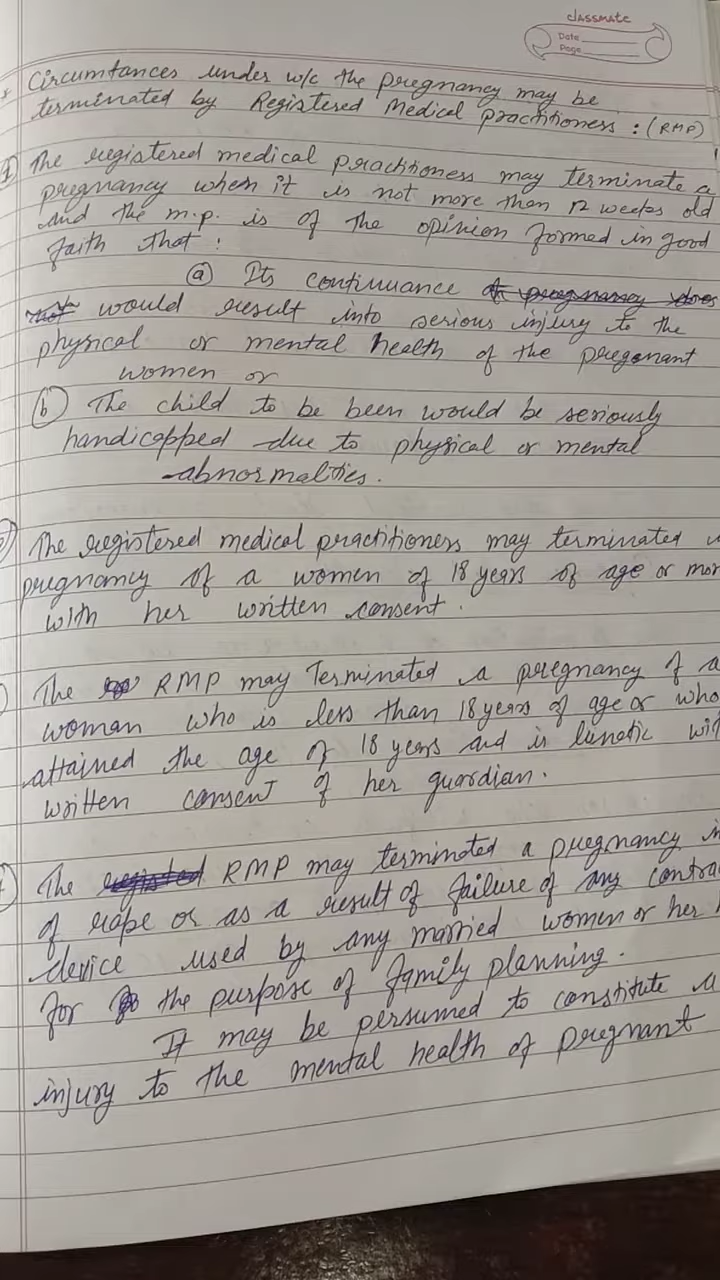 classmate
Date
Page
Circumtances under w/c the pregnancy may be
terminated by Registered Medical practitioness : (RMP)
1 The registered medical practioness may terminate a
pregnancy when it is not more than 12 weeks old
and the m.p. is of the opinion formed in good
faith that :
(a) Its continuance of pregnancy does
not would result into serious injury to the
physical or mental health of the pregonant
women or
(b) The child to be been would be seriously
handicapped due to physical or mental
abnormalties.
The registered medical practitioners may terminated
pregnancy of a women of 18 years of age or mor
with her written consent.
The RMP may Terminated a pregnancy of a
woman who is less than 18 years of age or who
attained the age of 18 years and is lunatic wit
written consent of her guardian.
The registed RMP may terminated a pregnancy in
of rape or as a result of failure of any contra
device used by any married women or her h
for the purpose of family planning.
It may be persumed to constitute a
injury to the mental health of pregnant